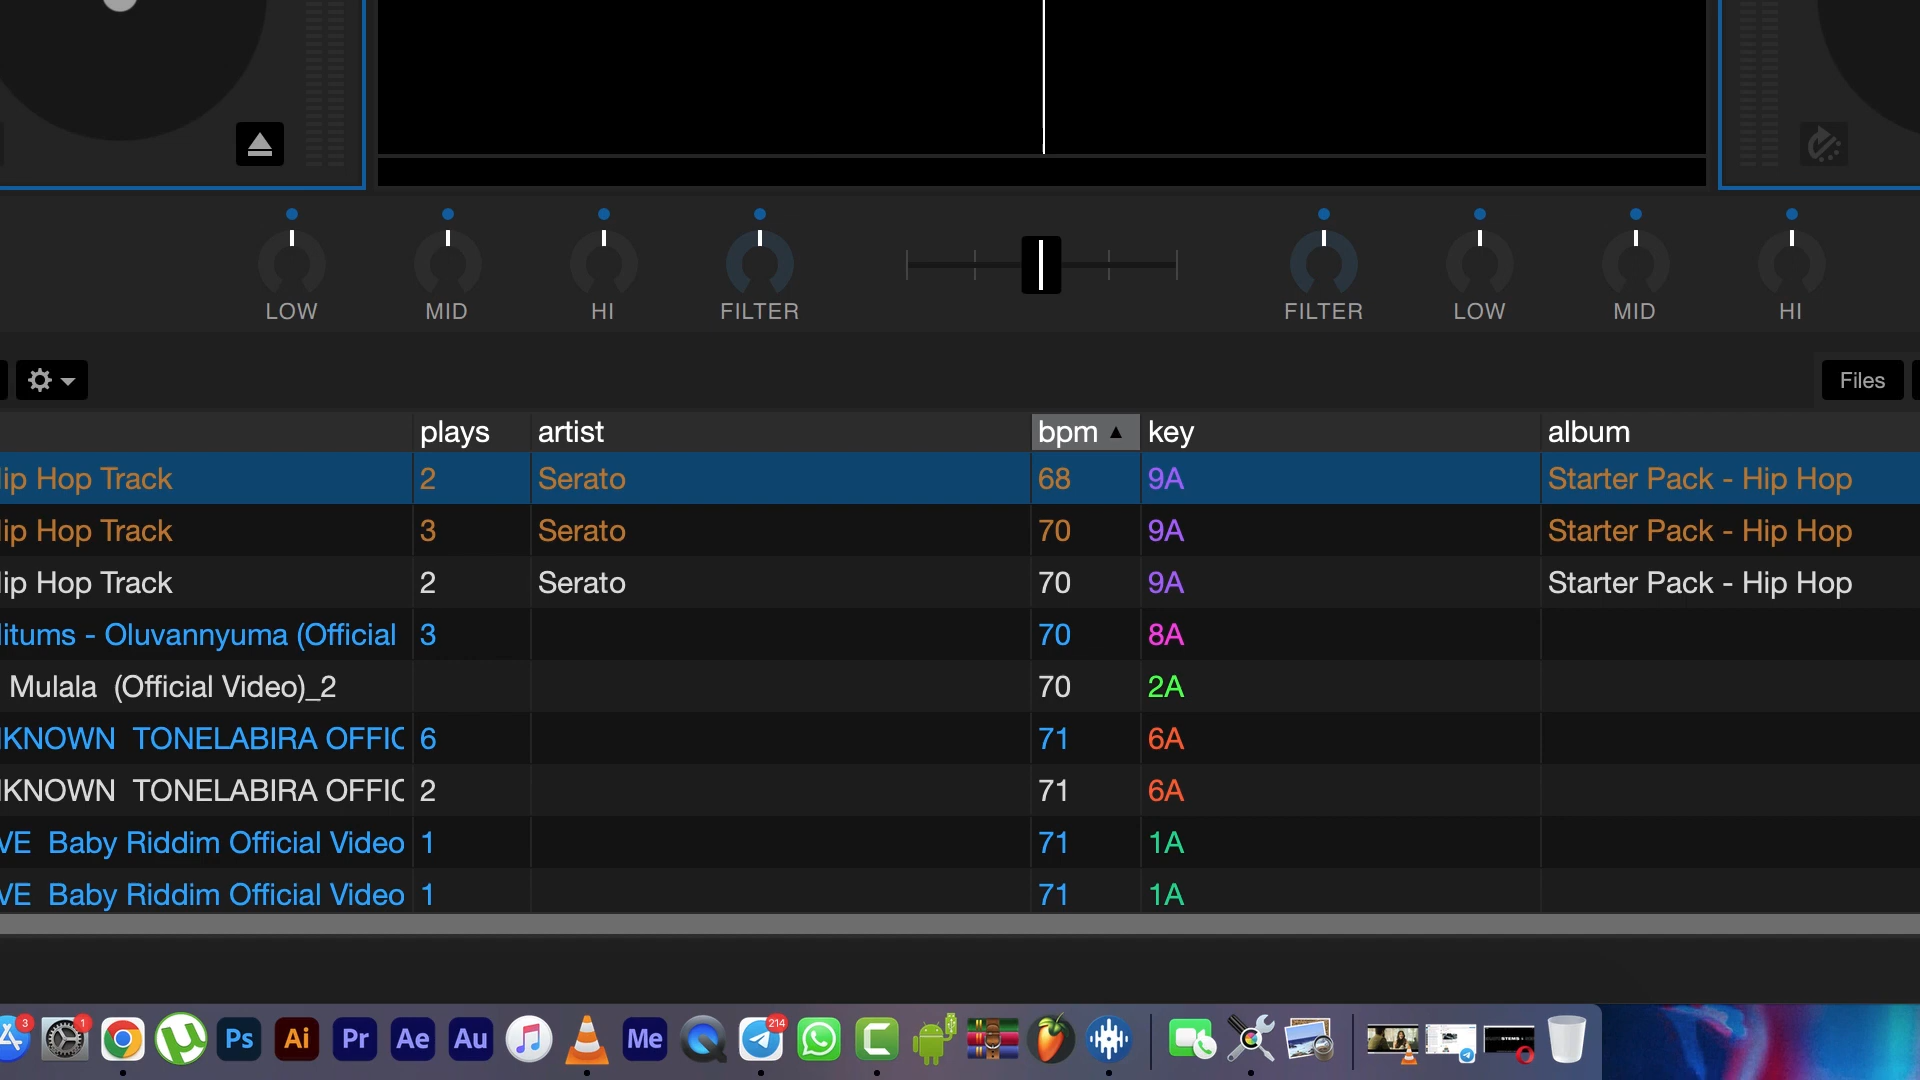 LOW MID HI FILTER FILTER LOW MID HI
Files
plays artist bpm key album
ip Hop Track 2 Serato 68 9A Starter Pack - Hip Hop
ip Hop Track 3 Serato 70 9A Starter Pack - Hip Hop
ip Hop Track 2 Serato 70 9A Starter Pack - Hip Hop
itums - Oluvannyuma (Official 3 70 8A
Mulala (Official Video)_2 70 2A
KNOWN TONELABIRA OFFIC 6 71 6A
KNOWN TONELABIRA OFFIC 2 71 6A
VE Baby Riddim Official Video 1 71 1A
VE Baby Riddim Official Video 1 71 1A
3 1 Ps Ai Pr Ae Au Me 214 STEMS